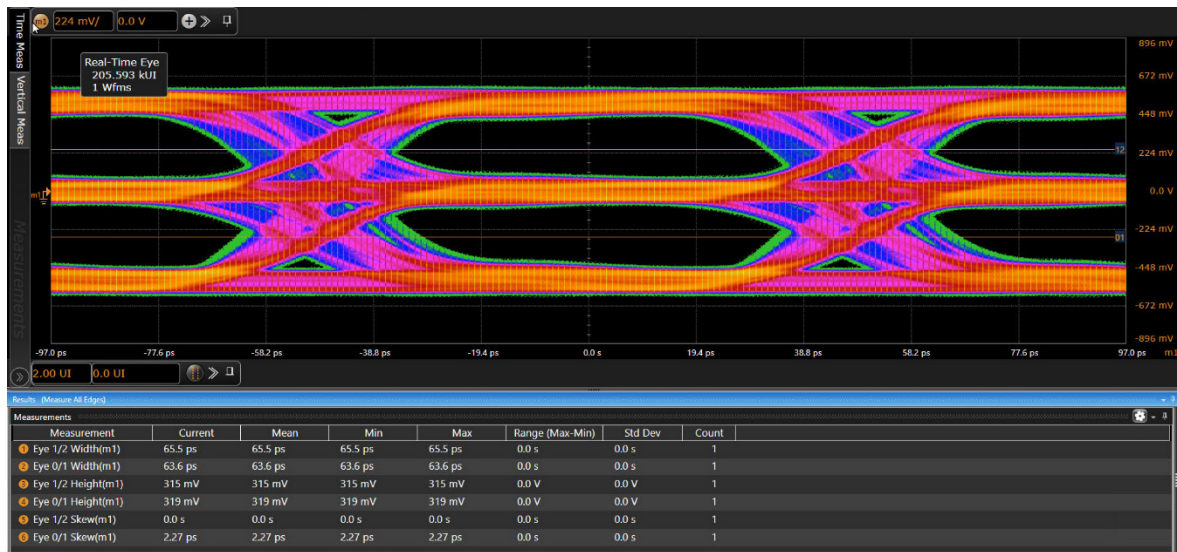 Time Meas
Vertical Meas
Measurements
m1 224 mV/ 0.0 V
Real-Time Eye
205.593 kUI
1 Wfms
896 mV
672 mV
448 mV
12
224 mV
m1
0.0 V
-224 mV
01
-448 mV
-672 mV
-896 mV
-97.0 ps -77.6 ps -58.2 ps -38.8 ps -19.4 ps 0.0 s 19.4 ps 38.8 ps 58.2 ps 77.6 ps 97.0 ps m1
2.00 UI 0.0 UI
Results (Measure All Edges)
Measurements
Measurement Current Mean Min Max Range (Max-Min) Std Dev Count
1 Eye 1/2 Width(m1) 65.5 ps 65.5 ps 65.5 ps 65.5 ps 0.0 s 0.0 s 1
2 Eye 0/1 Width(m1) 63.6 ps 63.6 ps 63.6 ps 63.6 ps 0.0 s 0.0 s 1
3 Eye 1/2 Height(m1) 315 mV 315 mV 315 mV 315 mV 0.0 V 0.0 V 1
4 Eye 0/1 Height(m1) 319 mV 319 mV 319 mV 319 mV 0.0 V 0.0 V 1
5 Eye 1/2 Skew(m1) 0.0 s 0.0 s 0.0 s 0.0 s 0.0 s 0.0 s 1
6 Eye 0/1 Skew(m1) 2.27 ps 2.27 ps 2.27 ps 2.27 ps 0.0 s 0.0 s 1